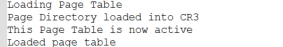 Loading Page Table
Page Directory loaded into CR3
This Page Table is now active
Loaded page table